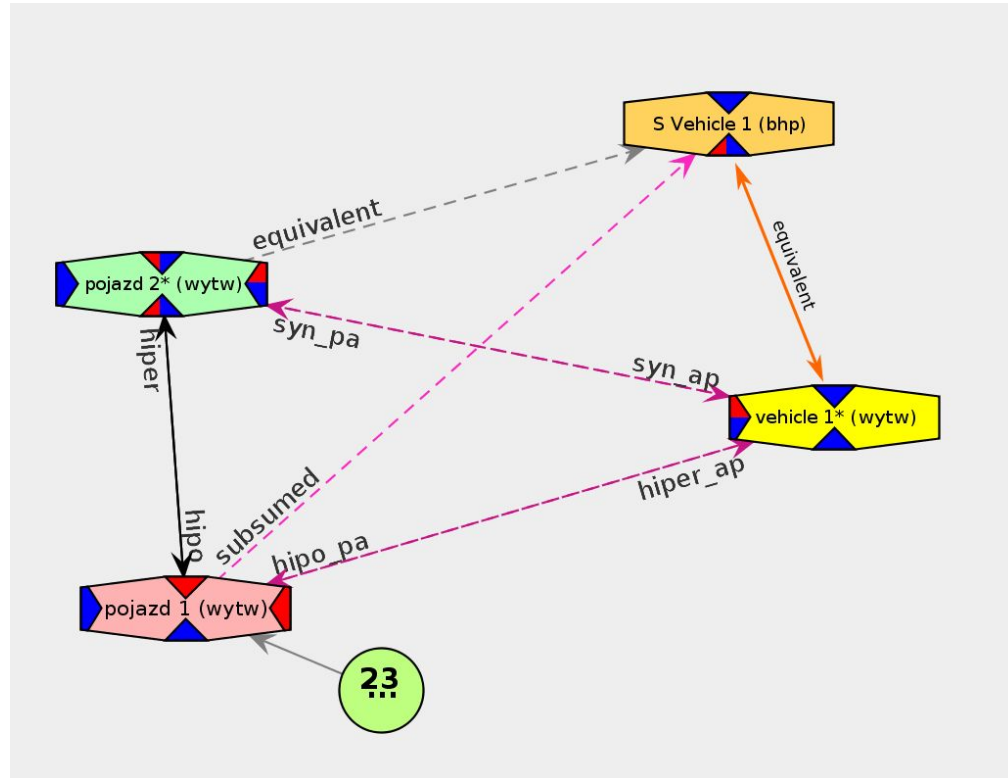 S Vehicle 1 (bhp)
equivalent
equivalent
pojazd 2* (wytw)
syn_pa
hiper
syn_ap
vehicle 1* (wytw)
hiper_ap
subsumed
hipo
hipo_pa
pojazd 1 (wytw)
23
...